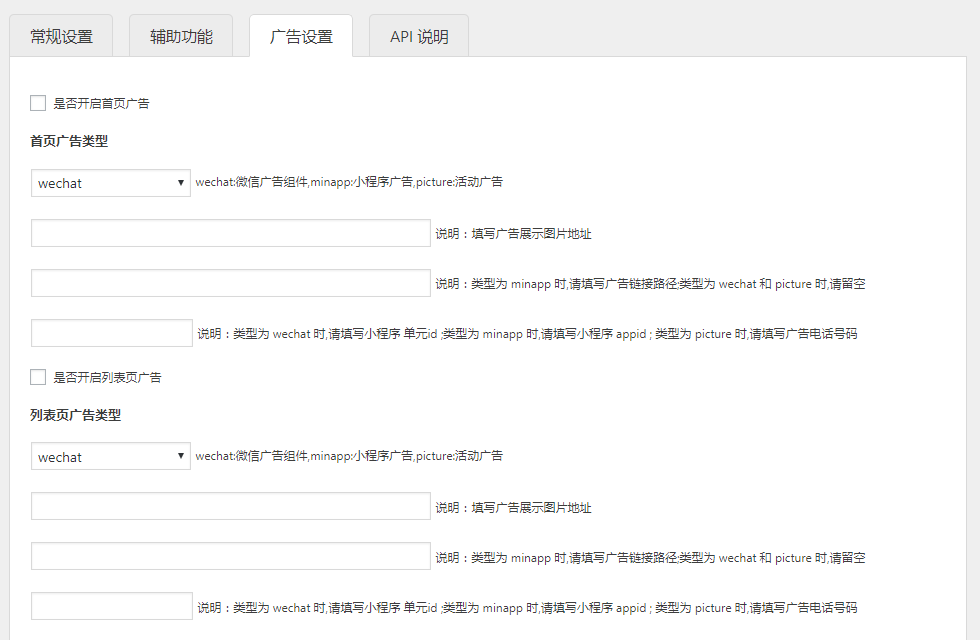 常规设置 辅助功能 广告设置 API 说明
是否开启首页广告
首页广告类型
wechat wechat:微信广告组件,minapp:小程序广告,picture:活动广告
说明：填写广告展示图片地址
说明：类型为 minapp 时,请填写广告链接路径;类型为 wechat 和 picture 时,请留空
说明：类型为 wechat 时,请填写小程序 单元id ;类型为 minapp 时,请填写小程序 appid ; 类型为 picture 时,请填写广告电话号码
是否开启列表页广告
列表页广告类型
wechat wechat:微信广告组件,minapp:小程序广告,picture:活动广告
说明：填写广告展示图片地址
说明：类型为 minapp 时,请填写广告链接路径;类型为 wechat 和 picture 时,请留空
说明：类型为 wechat 时,请填写小程序 单元id ;类型为 minapp 时,请填写小程序 appid ; 类型为 picture 时,请填写广告电话号码